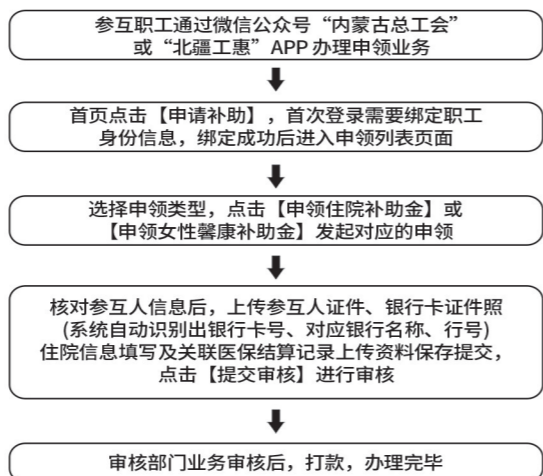 参互职工通过微信公众号“内蒙古总工会”
或“北疆工惠”APP办理申领业务
首页点击【申请补助】，首次登录需要绑定职工
身份信息，绑定成功后进入申领列表页面
选择申领类型，点击【申领住院补助金】或
【申领女性馨康补助金】发起对应的申领
核对参互人信息后，上传参互人证件、银行卡证件照
(系统自动识别出银行卡号、对应银行名称、行号)
住院信息填写及关联医保结算记录上传资料保存提交，
点击【提交审核】进行审核
审核部门业务审核后，打款，办理完毕